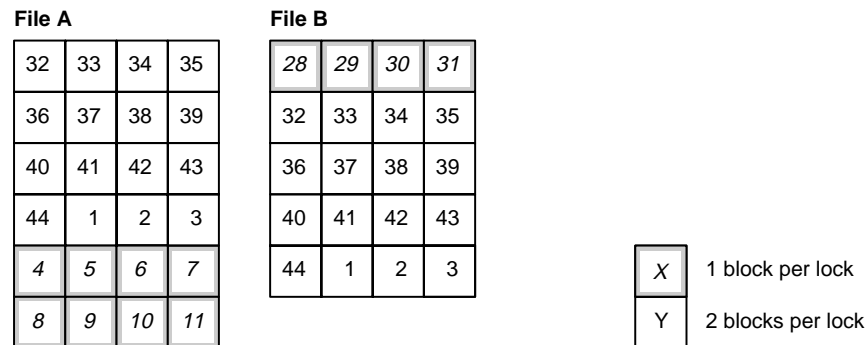 File A File B
32 33 34 35 28 29 30 31
36 37 38 39 32 33 34 35
40 41 42 43 36 37 38 39
44 1 2 3 40 41 42 43
4 5 6 7 44 1 2 3 X 1 block per lock
8 9 10 11 Y 2 blocks per lock